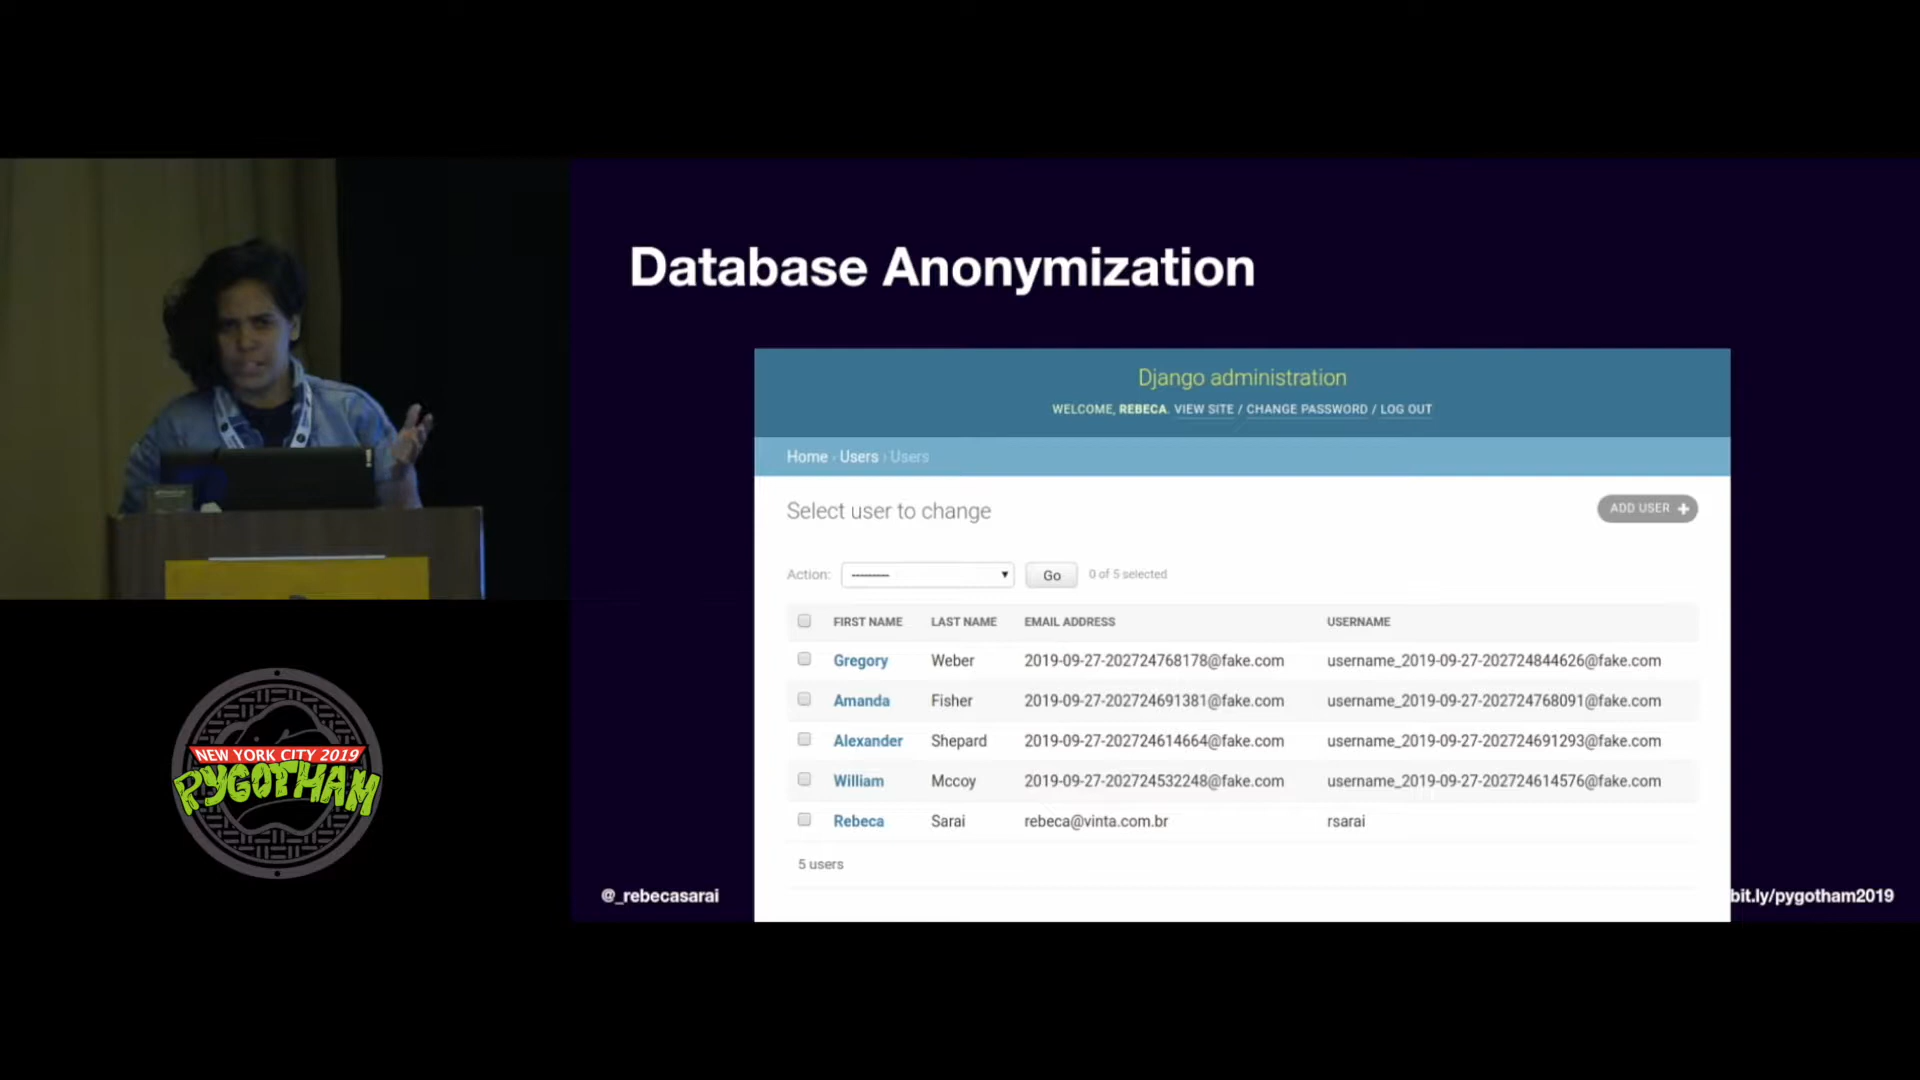 Database Anonymization
Django administration
WELCOME, REBECA. VIEW SITE / CHANGE PASSWORD / LOG OUT
Home › Users › Users
Select user to change
ADD USER +
Action: --------- Go 0 of 5 selected
FIRST NAME LAST NAME EMAIL ADDRESS USERNAME
Gregory Weber 2019-09-27-202724768178@fake.com username_2019-09-27-202724844626@fake.com
Amanda Fisher 2019-09-27-202724691381@fake.com username_2019-09-27-202724768091@fake.com
Alexander Shepard 2019-09-27-202724614664@fake.com username_2019-09-27-202724691293@fake.com
William Mccoy 2019-09-27-202724532248@fake.com username_2019-09-27-202724614576@fake.com
Rebeca Sarai rebeca@vinta.com.br rsarai
5 users
@_rebecasarai
bit.ly/pygotham2019
NEW YORK CITY 2019
PYGOTHAM